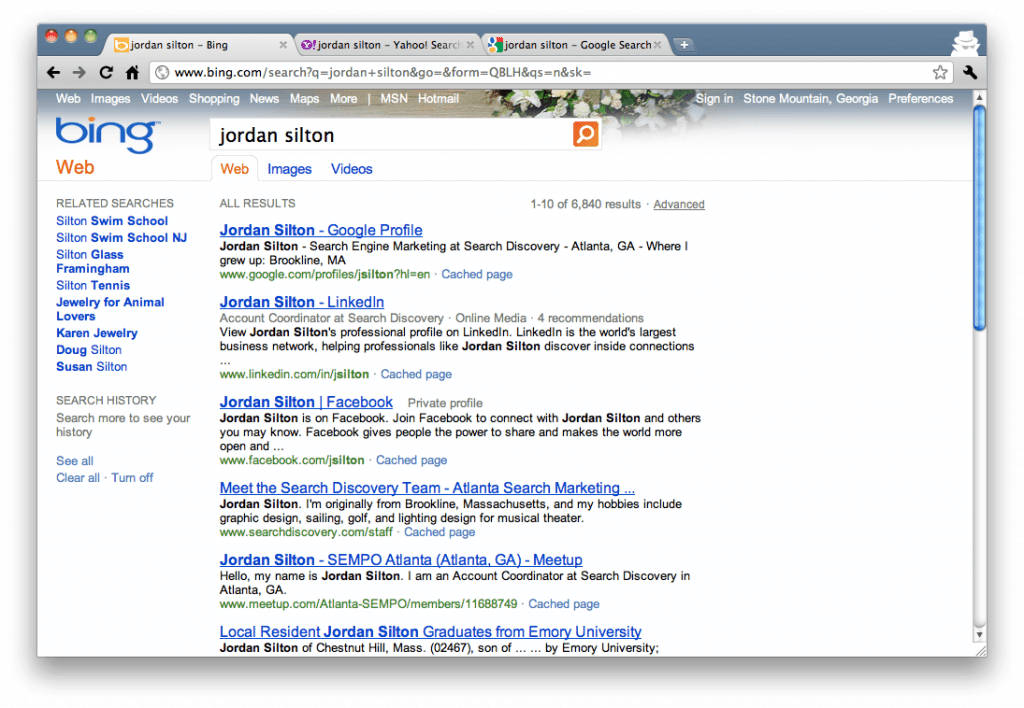 jordan silton – Bing
jordan silton – Yahoo! Search
jordan silton – Google Search
www.bing.com/search?q=jordan+silton&go=&form=QBLH&qs=n&sk=
Web Images Videos Shopping News Maps More | MSN Hotmail
Sign in Stone Mountain, Georgia Preferences
bing™
jordan silton
Web
Web Images Videos
RELATED SEARCHES
Silton Swim School
Silton Swim School NJ
Silton Glass
Framingham
Silton Tennis
Jewelry for Animal
Lovers
Karen Jewelry
Doug Silton
Susan Silton
SEARCH HISTORY
Search more to see your
history
See all
Clear all · Turn off
ALL RESULTS
1-10 of 6,840 results · Advanced
Jordan Silton - Google Profile
Jordan Silton - Search Engine Marketing at Search Discovery - Atlanta, GA - Where I
grew up: Brookline, MA
www.google.com/profiles/jsilton?hl=en · Cached page
Jordan Silton - LinkedIn
Account Coordinator at Search Discovery · Online Media · 4 recommendations
View Jordan Silton's professional profile on LinkedIn. LinkedIn is the world's largest
business network, helping professionals like Jordan Silton discover inside connections
...
www.linkedin.com/in/jsilton · Cached page
Jordan Silton | Facebook Private profile
Jordan Silton is on Facebook. Join Facebook to connect with Jordan Silton and others
you may know. Facebook gives people the power to share and makes the world more
open and ...
www.facebook.com/jsilton · Cached page
Meet the Search Discovery Team - Atlanta Search Marketing ...
Jordan Silton. I'm originally from Brookline, Massachusetts, and my hobbies include
graphic design, sailing, golf, and lighting design for musical theater.
www.searchdiscovery.com/staff · Cached page
Jordan Silton - SEMPO Atlanta (Atlanta, GA) - Meetup
Hello, my name is Jordan Silton. I am an Account Coordinator at Search Discovery in
Atlanta, GA.
www.meetup.com/Atlanta-SEMPO/members/11688749 · Cached page
Local Resident Jordan Silton Graduates from Emory University
Jordan Silton of Chestnut Hill, Mass. (02467), son of ... ... by Emory University;